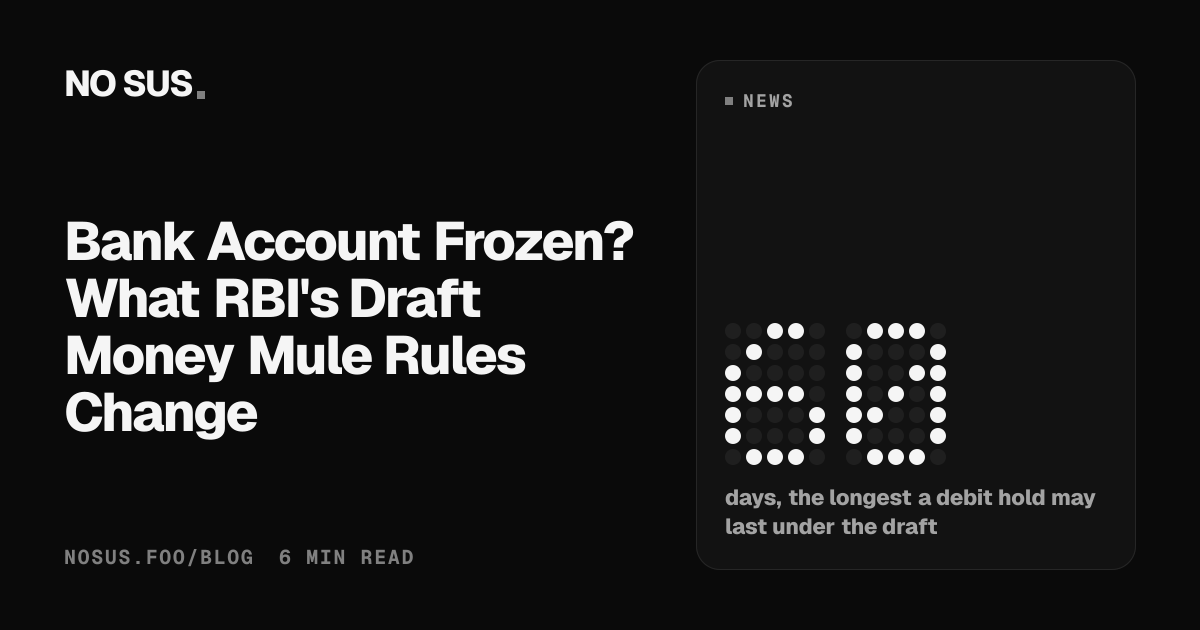 NO SUS.
Bank Account Frozen?
What RBI's Draft
Money Mule Rules
Change
NOSUS.FOO/BLOG 6 MIN READ
NEWS
60
days, the longest a debit hold may
last under the draft